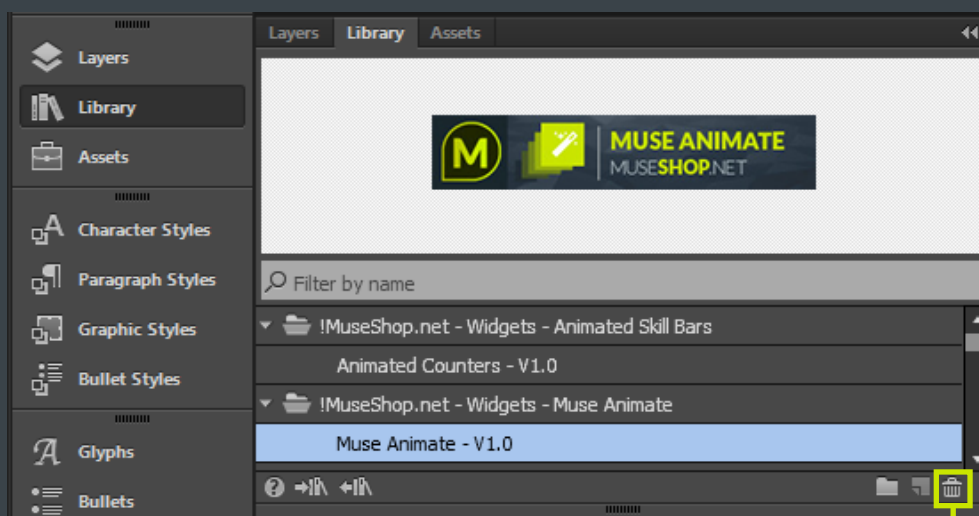 Layers
Library
Assets
Character Styles
Paragraph Styles
Graphic Styles
Bullet Styles
Glyphs
Bullets
Layers Library Assets
M
MUSE ANIMATE
MUSESHOP.NET
Filter by name
!MuseShop.net - Widgets - Animated Skill Bars
Animated Counters - V1.0
!MuseShop.net - Widgets - Muse Animate
Muse Animate - V1.0